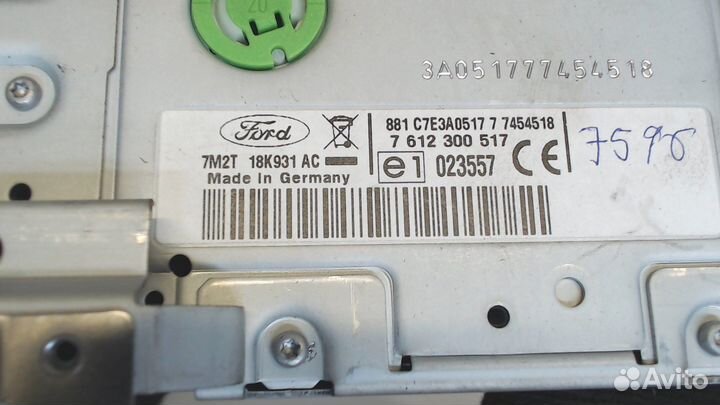 20
3A051777454518
Ford
881 C7E3A0517 7 7454518
7 612 300 517
7M2T 18K931 AC
e1 023557 CE
Made in Germany
7596
Avito